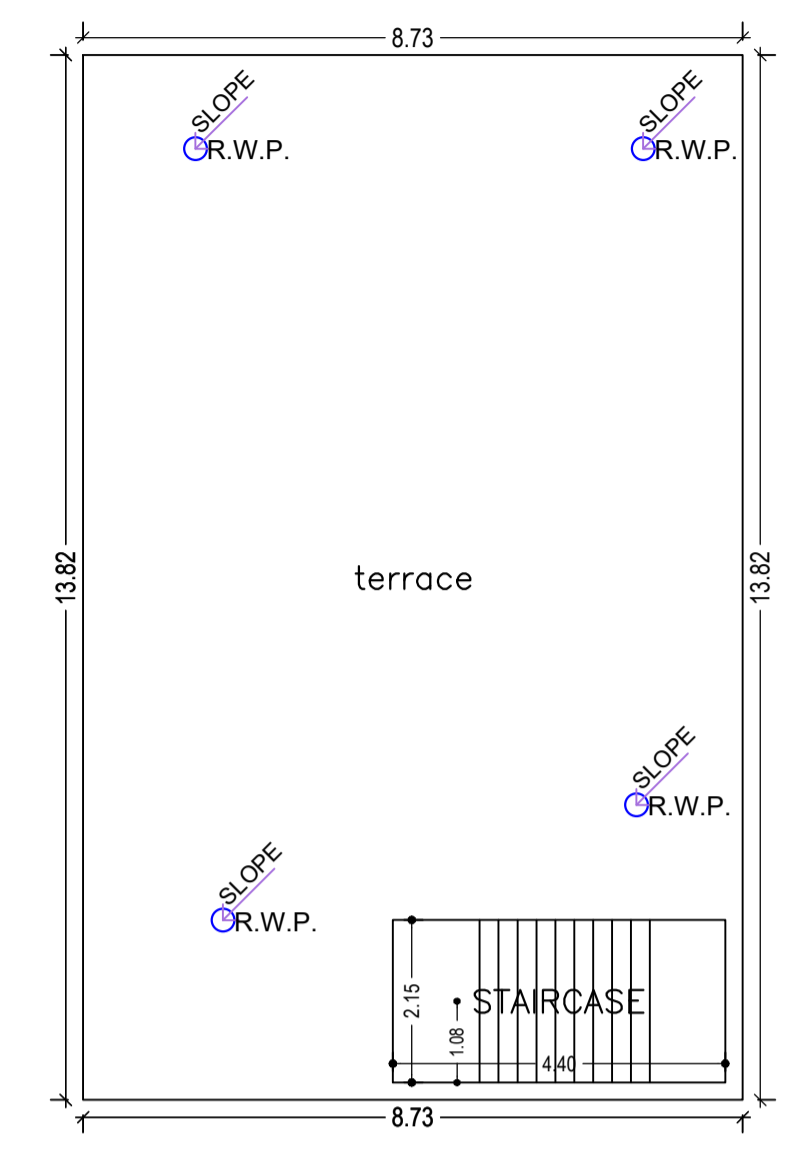 8.73
SLOPE
R.W.P.
SLOPE
R.W.P.
13.82
terrace
13.82
SLOPE
R.W.P.
SLOPE
R.W.P.
2.15
STAIRCASE
1.08
4.40
8.73